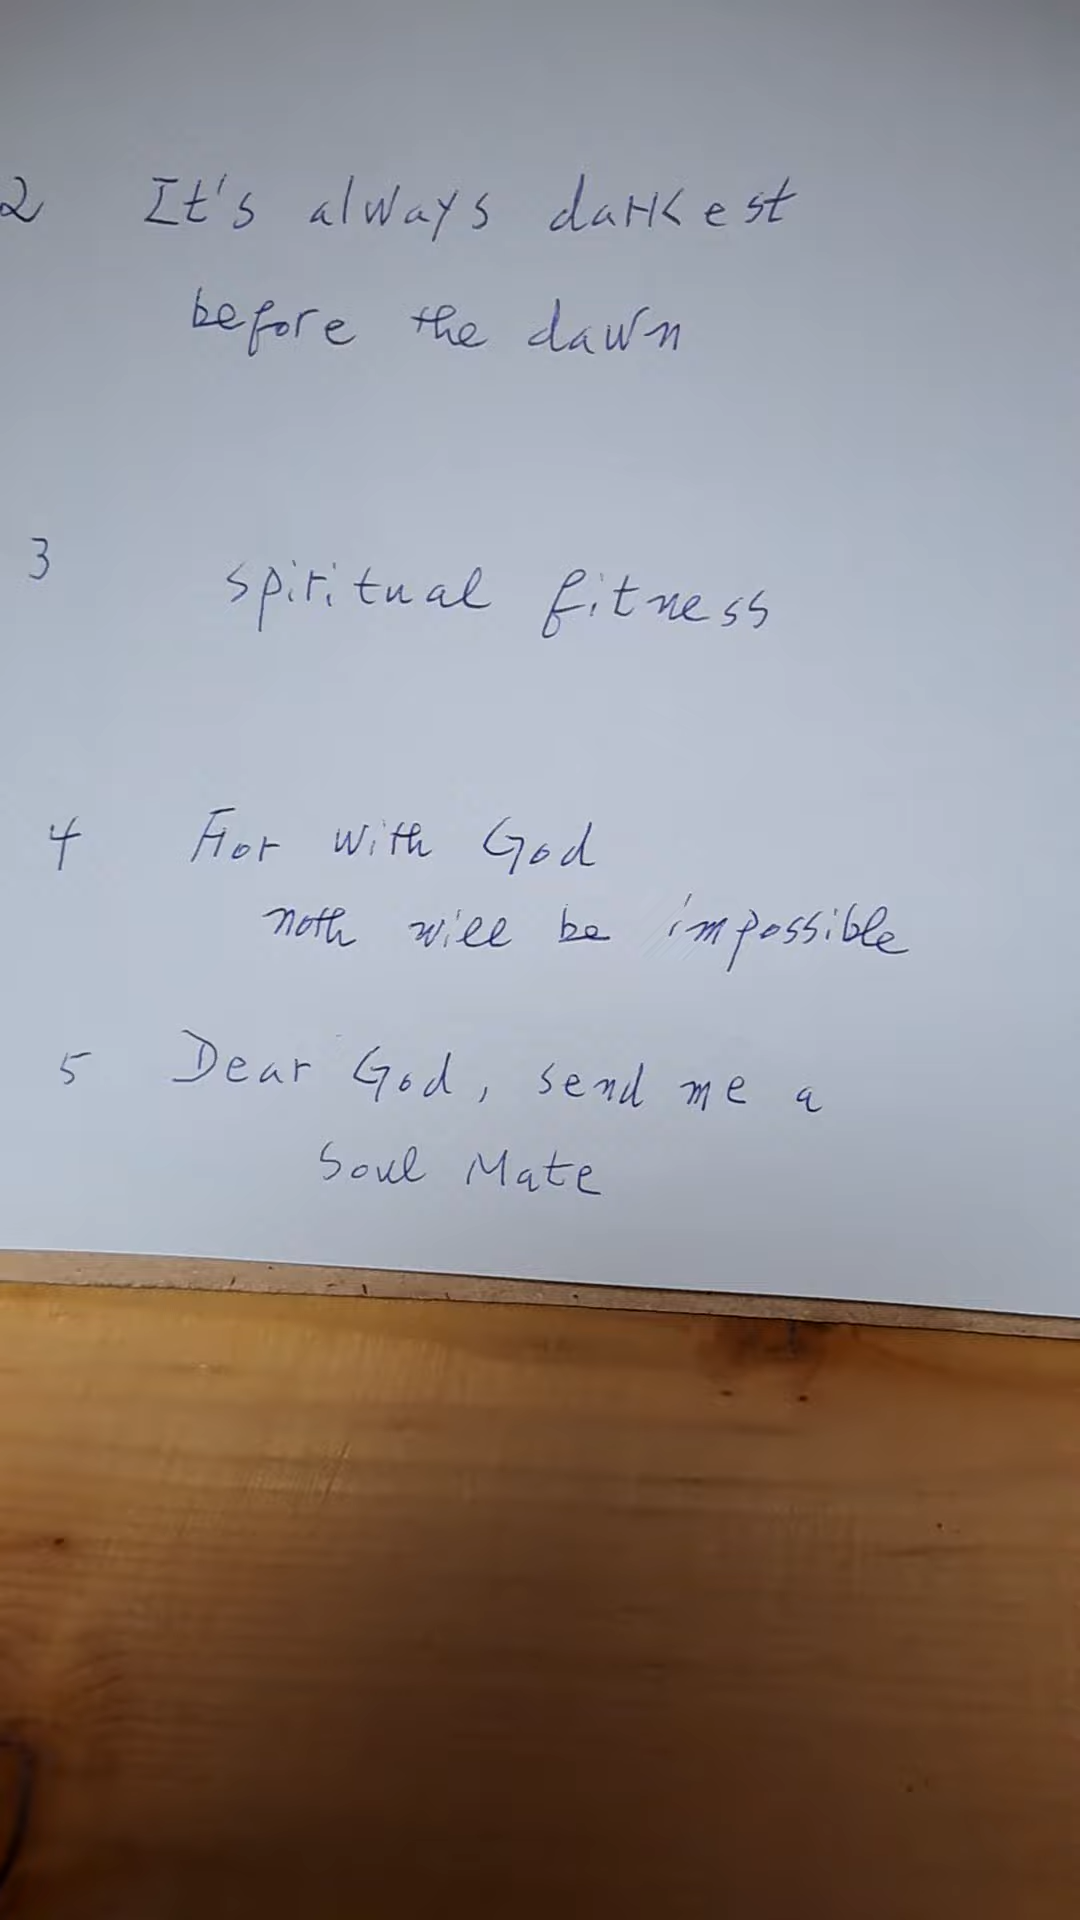 2 It's always darkest
before the dawn
3 spiritual fitness
4 For with God
noth will be impossible
5 Dear God, send me a
Soul Mate